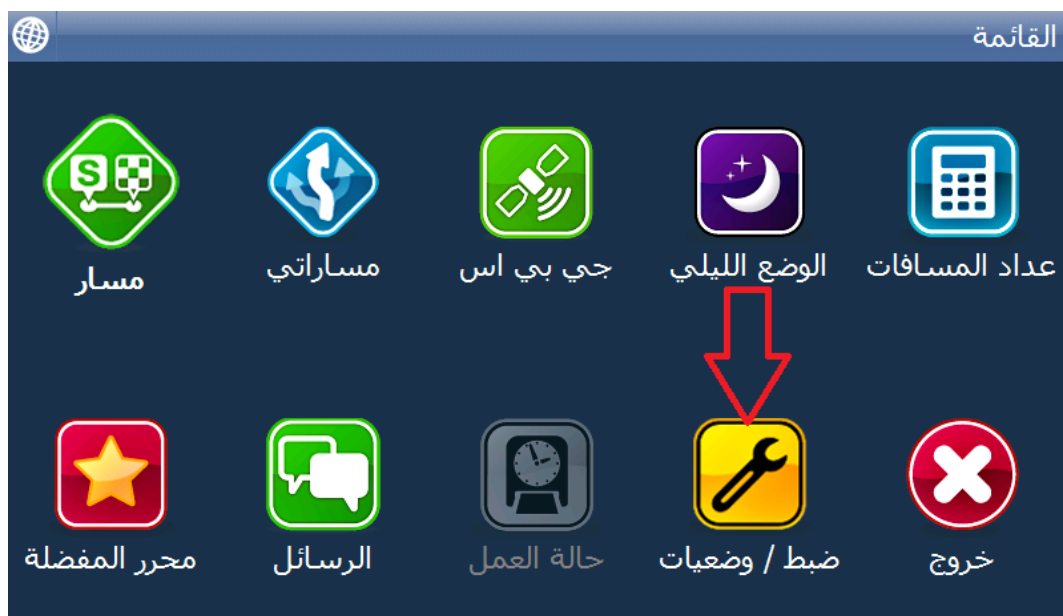 القائمة
عداد المسافات
الوضع الليلي
جي بي اس
مساراتي
مسار
S
خروج
ضبط / وضعيات
حالة العمل
الرسائل
محرر المفضلة